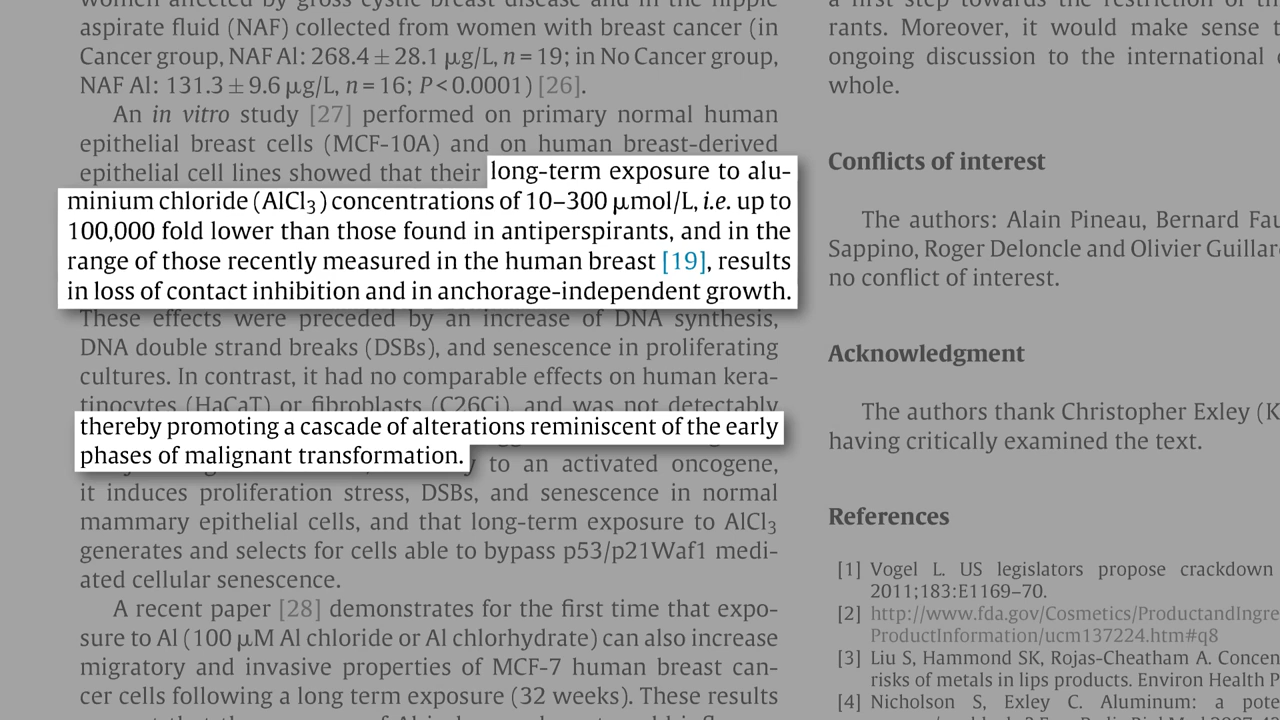 women affected by gross cystic breast disease and in the nipple
aspirate fluid (NAF) collected from women with breast cancer (in
Cancer group, NAF Al: 268.4 ± 28.1 μg/L, n = 19; in No Cancer group,
NAF Al: 131.3 ± 9.6 μg/L, n = 16; P < 0.0001) [26].
An in vitro study [27] performed on primary normal human
epithelial breast cells (MCF-10A) and on human breast-derived
epithelial cell lines showed that their long-term exposure to alu-
minium chloride (AlCl₃) concentrations of 10–300 μmol/L, i.e. up to
100,000 fold lower than those found in antiperspirants, and in the
range of those recently measured in the human breast [19], results
in loss of contact inhibition and in anchorage-independent growth.
These effects were preceded by an increase of DNA synthesis,
DNA double strand breaks (DSBs), and senescence in proliferating
cultures. In contrast, it had no comparable effects on human kera-
tinocytes (HaCaT) or fibroblasts (C26Ci), and was not detectably
thereby promoting a cascade of alterations reminiscent of the early
phases of malignant transformation.
to an activated oncogene,
it induces proliferation stress, DSBs, and senescence in normal
mammary epithelial cells, and that long-term exposure to AlCl₃
generates and selects for cells able to bypass p53/p21Waf1 medi-
ated cellular senescence.
A recent paper [28] demonstrates for the first time that expo-
sure to Al (100 μM Al chloride or Al chlorhydrate) can also increase
migratory and invasive properties of MCF-7 human breast can-
cer cells following a long term exposure (32 weeks). These results
a first step towards the restriction of
rants. Moreover, it would make sense
ongoing discussion to the international
whole.
Conflicts of interest
The authors: Alain Pineau, Bernard Fau
Sappino, Roger Deloncle and Olivier Guillar
no conflict of interest.
Acknowledgment
The authors thank Christopher Exley (K
having critically examined the text.
References
[1] Vogel L. US legislators propose crackdown
2011;183:E1169–70.
[2] http://www.fda.gov/Cosmetics/ProductandIngre
ProductInformation/ucm137224.htm#q8
[3] Liu S, Hammond SK, Rojas-Cheatham A. Concen
risks of metals in lips products. Environ Health P
[4] Nicholson S, Exley C. Aluminum: a pote